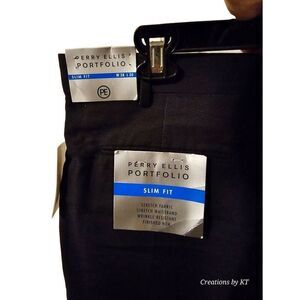 PERRY ELLIS
PORTFOLIO
SLIM FIT
PE
PERRY ELLIS
PORTFOLIO
SLIM FIT
STRETCH FABRIC
STRETCH WAISTBAND
WRINKLE RESISTANT
FINISHED HEM
Creations by KT